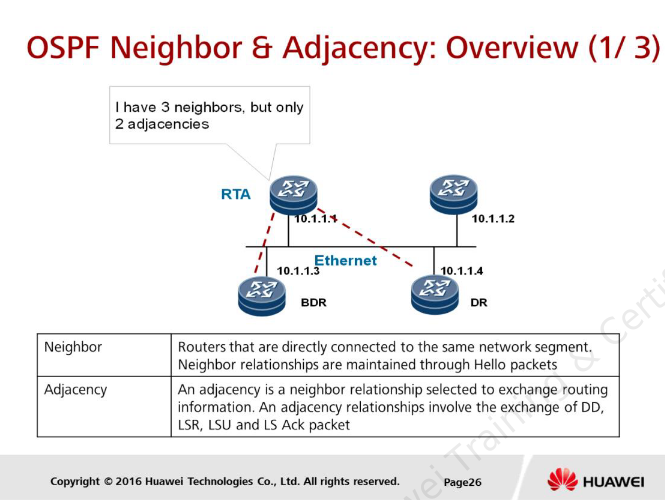 OSPF Neighbor & Adjacency: Overview (1/ 3)
I have 3 neighbors, but only
2 adjacencies
RTA
10.1.1.1
10.1.1.2
Ethernet
10.1.1.3
10.1.1.4
BDR
DR
Neighbor
Routers that are directly connected to the same network segment.
Neighbor relationships are maintained through Hello packets
Adjacency
An adjacency is a neighbor relationship selected to exchange routing
information. An adjacency relationships involve the exchange of DD,
LSR, LSU and LS Ack packet
Copyright © 2016 Huawei Technologies Co., Ltd. All rights reserved.
Page26
HUAWEI